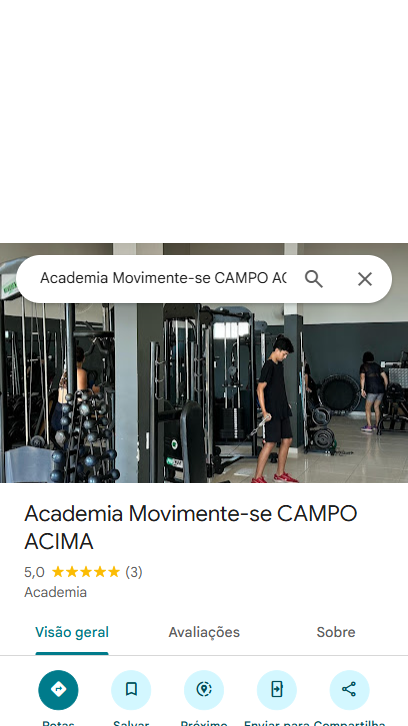 Academia Movimente-se CAMPO AC
Academia Movimente-se CAMPO
ACIMA
5,0 ★★★★★ (3)
Academia
Visão geral Avaliações Sobre
Rotas Salvar Próximo Enviar para Compartilhar